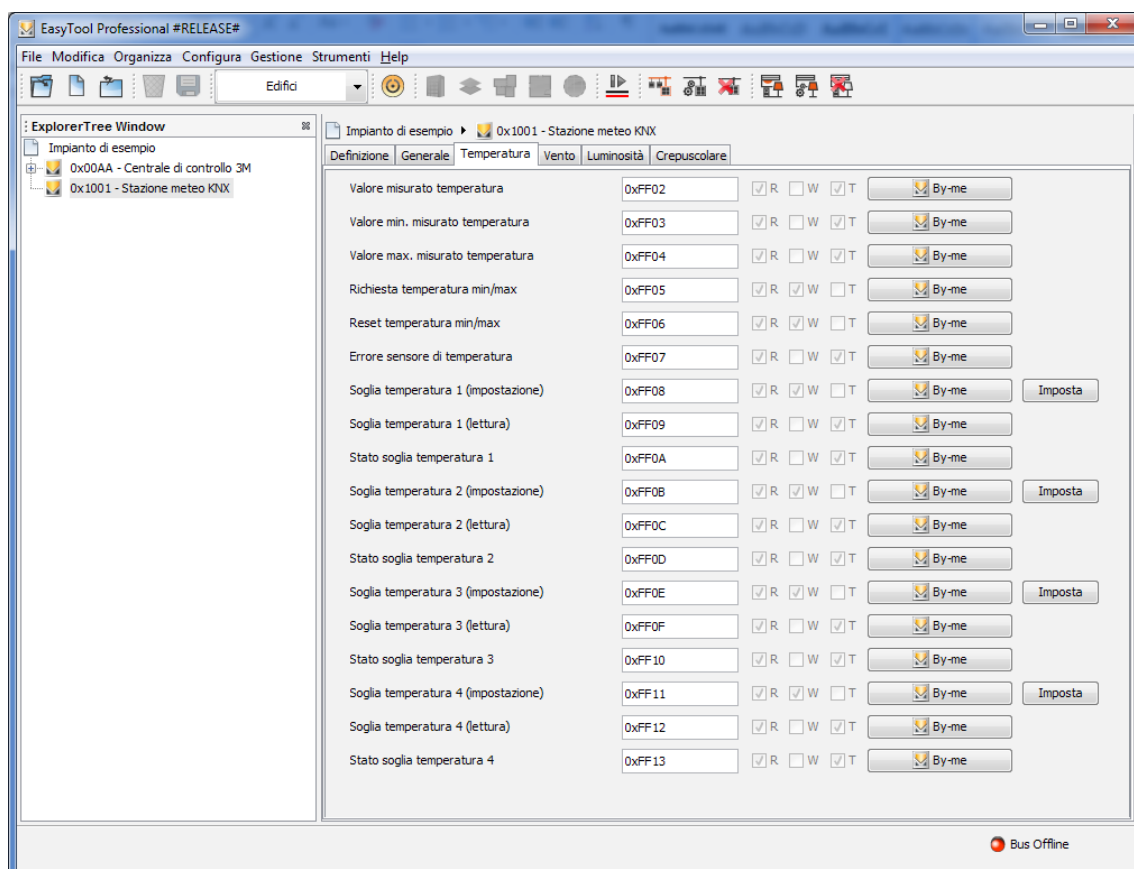 EasyTool Professional #RELEASE#
File Modifica Organizza Configura Gestione Strumenti Help
Edifici
ExplorerTree Window
Impianto di esempio
0x00AA - Centrale di controllo 3M
0x1001 - Stazione meteo KNX
Impianto di esempio 0x1001 - Stazione meteo KNX
Definizione Generale Temperatura Vento Luminosità Crepuscolare
Valore misurato temperatura 0xFF02 R W T By-me
Valore min. misurato temperatura 0xFF03 R W T By-me
Valore max. misurato temperatura 0xFF04 R W T By-me
Richiesta temperatura min/max 0xFF05 R W T By-me
Reset temperatura min/max 0xFF06 R W T By-me
Errore sensore di temperatura 0xFF07 R W T By-me
Soglia temperatura 1 (impostazione) 0xFF08 R W T By-me Imposta
Soglia temperatura 1 (lettura) 0xFF09 R W T By-me
Stato soglia temperatura 1 0xFF0A R W T By-me
Soglia temperatura 2 (impostazione) 0xFF0B R W T By-me Imposta
Soglia temperatura 2 (lettura) 0xFF0C R W T By-me
Stato soglia temperatura 2 0xFF0D R W T By-me
Soglia temperatura 3 (impostazione) 0xFF0E R W T By-me Imposta
Soglia temperatura 3 (lettura) 0xFF0F R W T By-me
Stato soglia temperatura 3 0xFF10 R W T By-me
Soglia temperatura 4 (impostazione) 0xFF11 R W T By-me Imposta
Soglia temperatura 4 (lettura) 0xFF12 R W T By-me
Stato soglia temperatura 4 0xFF13 R W T By-me
Bus Offline